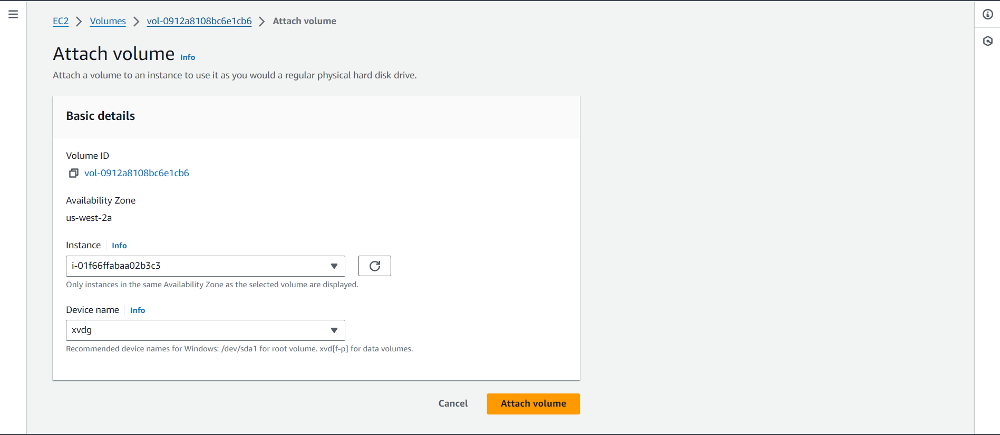 EC2 > Volumes > vol-0912a8108bc6e1cb6 > Attach volume
Attach volume Info
Attach a volume to an instance to use it as you would a regular physical hard disk drive.
Basic details
Volume ID
vol-0912a8108bc6e1cb6
Availability Zone
us-west-2a
Instance Info
i-01f66ffabaa02b3c3
Only instances in the same Availability Zone as the selected volume are displayed.
Device name Info
xvdg
Recommended device names for Windows: /dev/sda1 for root volume. xvd[f-p] for data volumes.
Cancel Attach volume